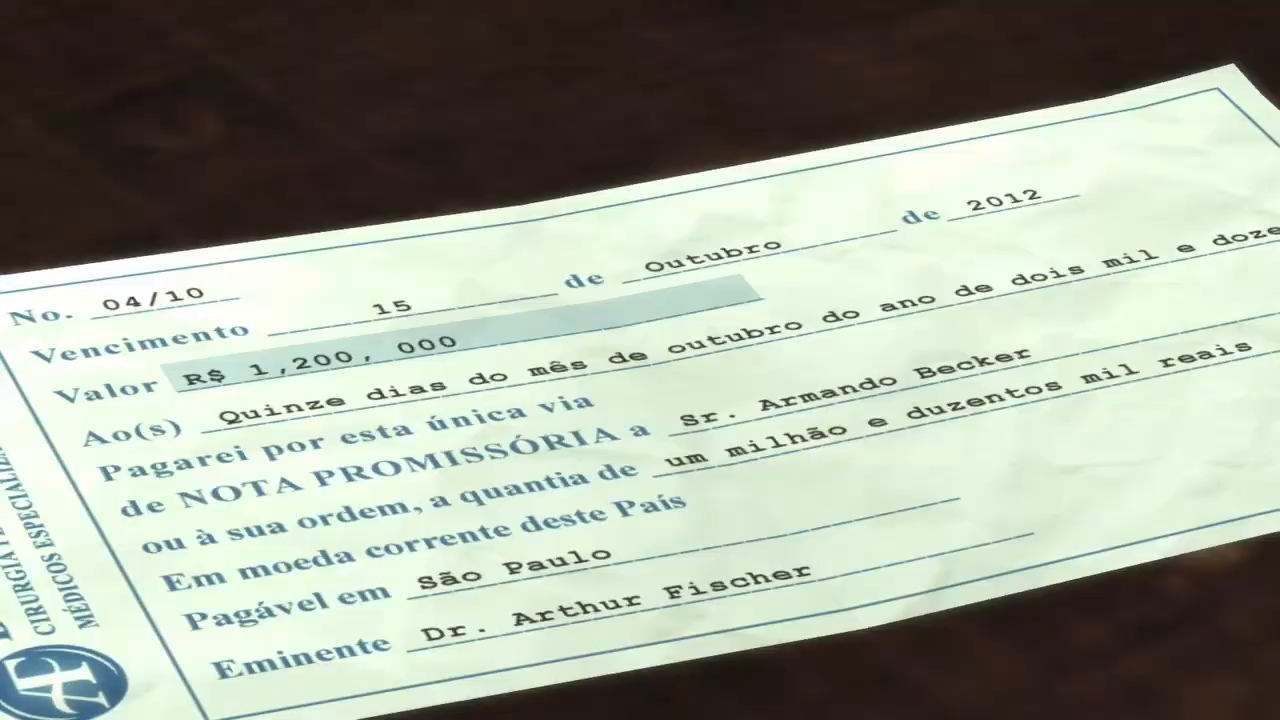 No. 04/10
Vencimento 15 de Outubro de 2012
Valor R$ 1,200, 000
Ao(s) Quinze dias do mês de outubro do ano de dois mil e doze
Pagarei por esta única via
de NOTA PROMISSÓRIA a Sr. Armando Becker
ou à sua ordem, a quantia de um milhão e duzentos mil reais
Em moeda corrente deste País
Pagável em São Paulo
Eminente Dr. Arthur Fischer
CIRURGIA
MÉDICOS